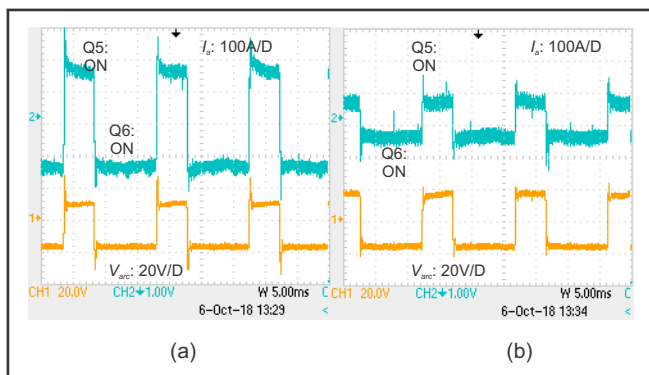 Q5:
ON
Iₐ: 100A/D
2
Q6:
ON
1
Vₐᵣ꜀: 20V/D
CH1 20.0V CH2 1.00V W 5.00ms C
6-Oct-18 13:29 <
(a)
Q5:
ON
Iₐ: 100A/D
2
Q6:
ON
1
Vₐᵣ꜀: 20V/D
CH1 20.0V CH2 1.00V W 5.00ms C
6-Oct-18 13:34 <
(b)